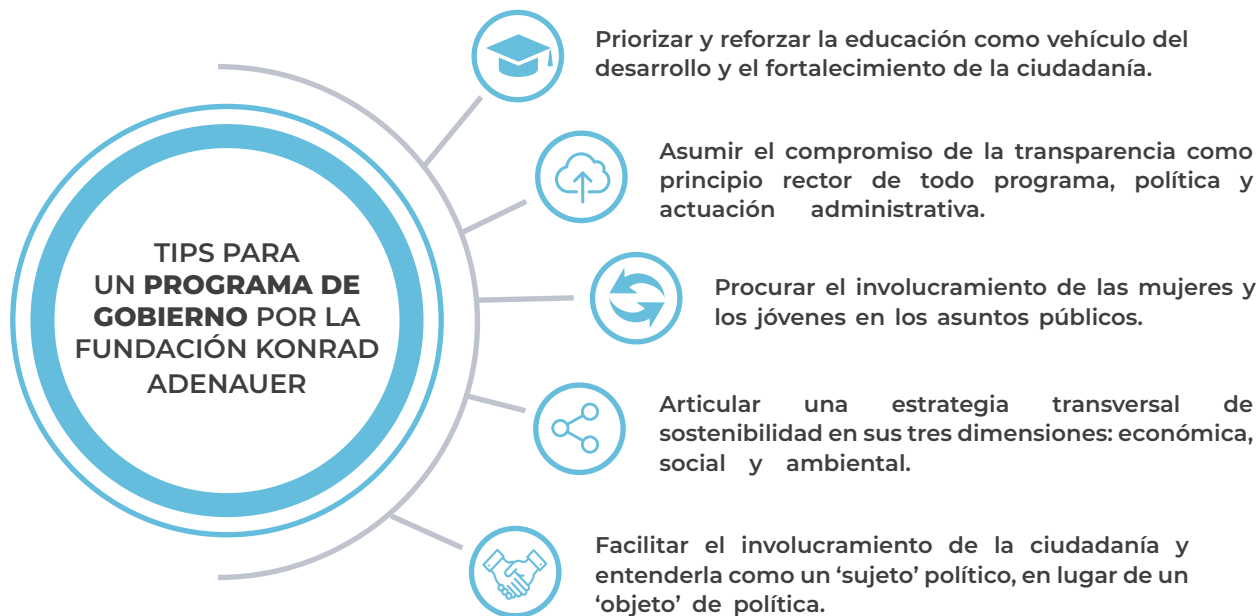 TIPS PARA
UN PROGRAMA DE
GOBIERNO POR LA
FUNDACIÓN KONRAD
ADENAUER
Priorizar y reforzar la educación como vehículo del
desarrollo y el fortalecimiento de la ciudadanía.
Asumir el compromiso de la transparencia como
principio rector de todo programa, política y
actuación administrativa.
Procurar el involucramiento de las mujeres y
los jóvenes en los asuntos públicos.
Articular una estrategia transversal de
sostenibilidad en sus tres dimensiones: económica,
social y ambiental.
Facilitar el involucramiento de la ciudadanía y
entenderla como un ‘sujeto’ político, en lugar de un
‘objeto’ de política.